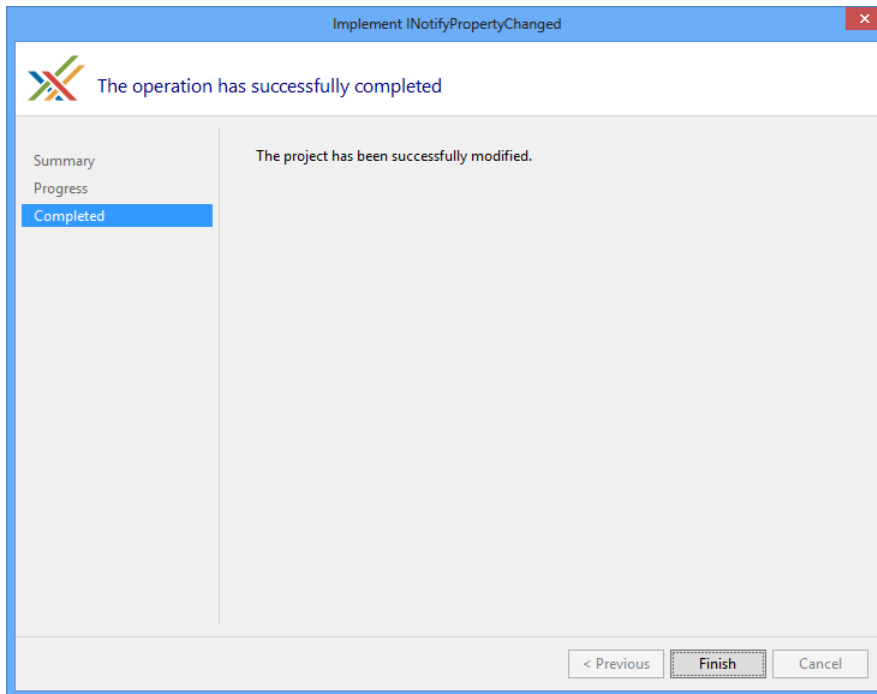 Implement INotifyPropertyChanged
The operation has successfully completed
Summary
Progress
Completed
The project has been successfully modified.
< Previous
Finish
Cancel